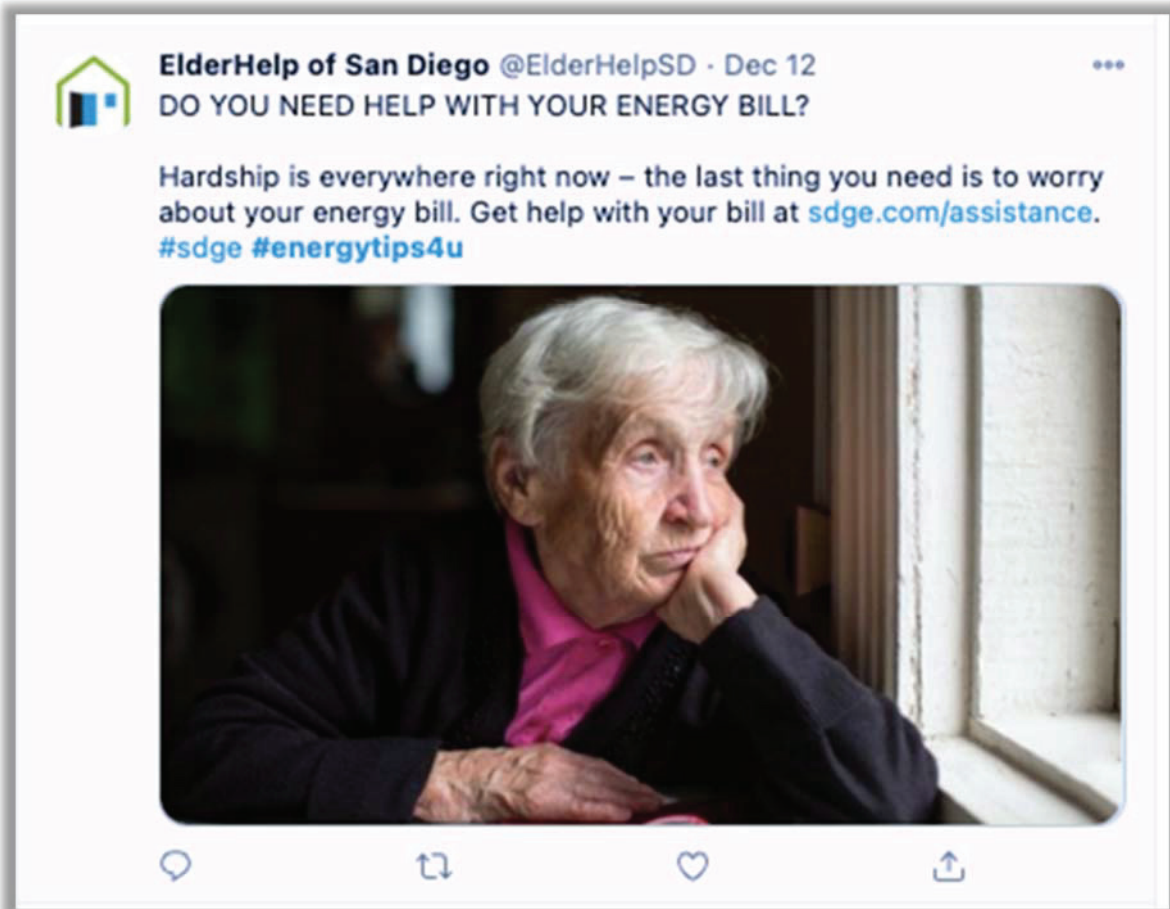 ElderHelp of San Diego @ElderHelpSD · Dec 12
DO YOU NEED HELP WITH YOUR ENERGY BILL?
Hardship is everywhere right now – the last thing you need is to worry
about your energy bill. Get help with your bill at sdge.com/assistance.
#sdge #energytips4u